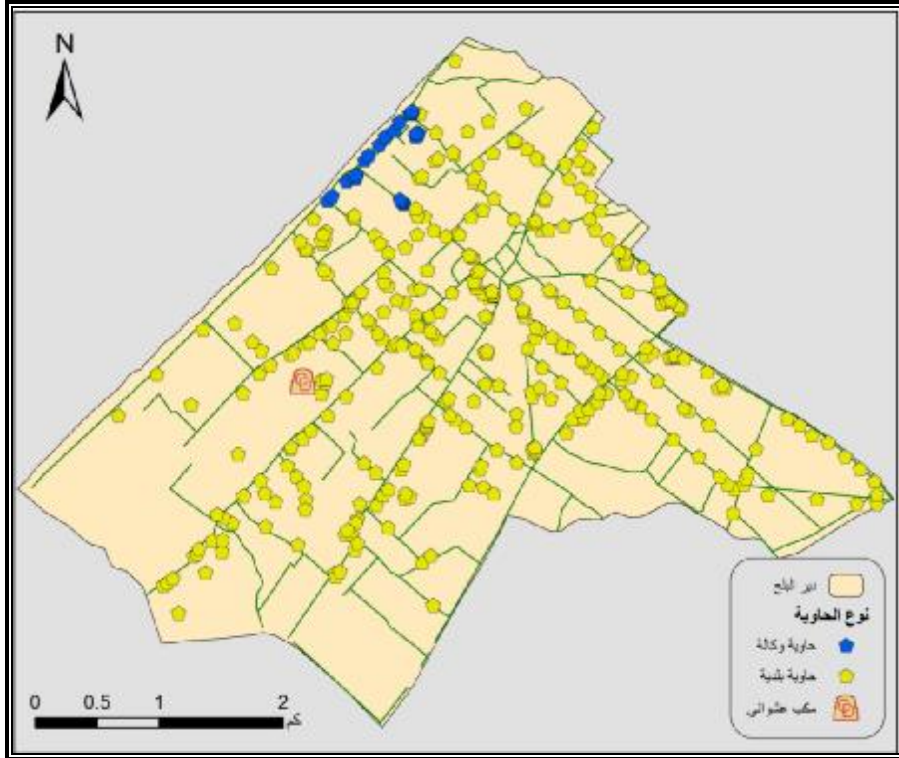 N
دير البلح
نوع الحاوية
حاوية وكالة
حاوية بلدية
مكب عشوائي
0 0.5 1 2
كم